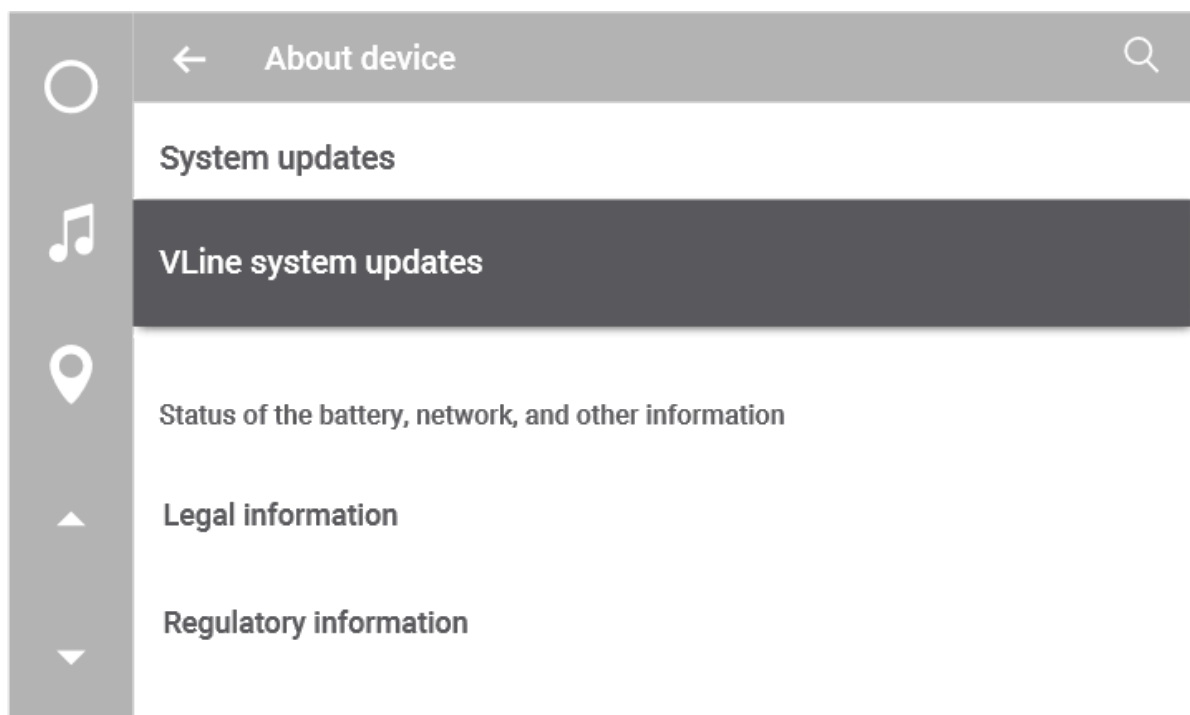 About device
System updates
VLine system updates
Status of the battery, network, and other information
Legal information
Regulatory information